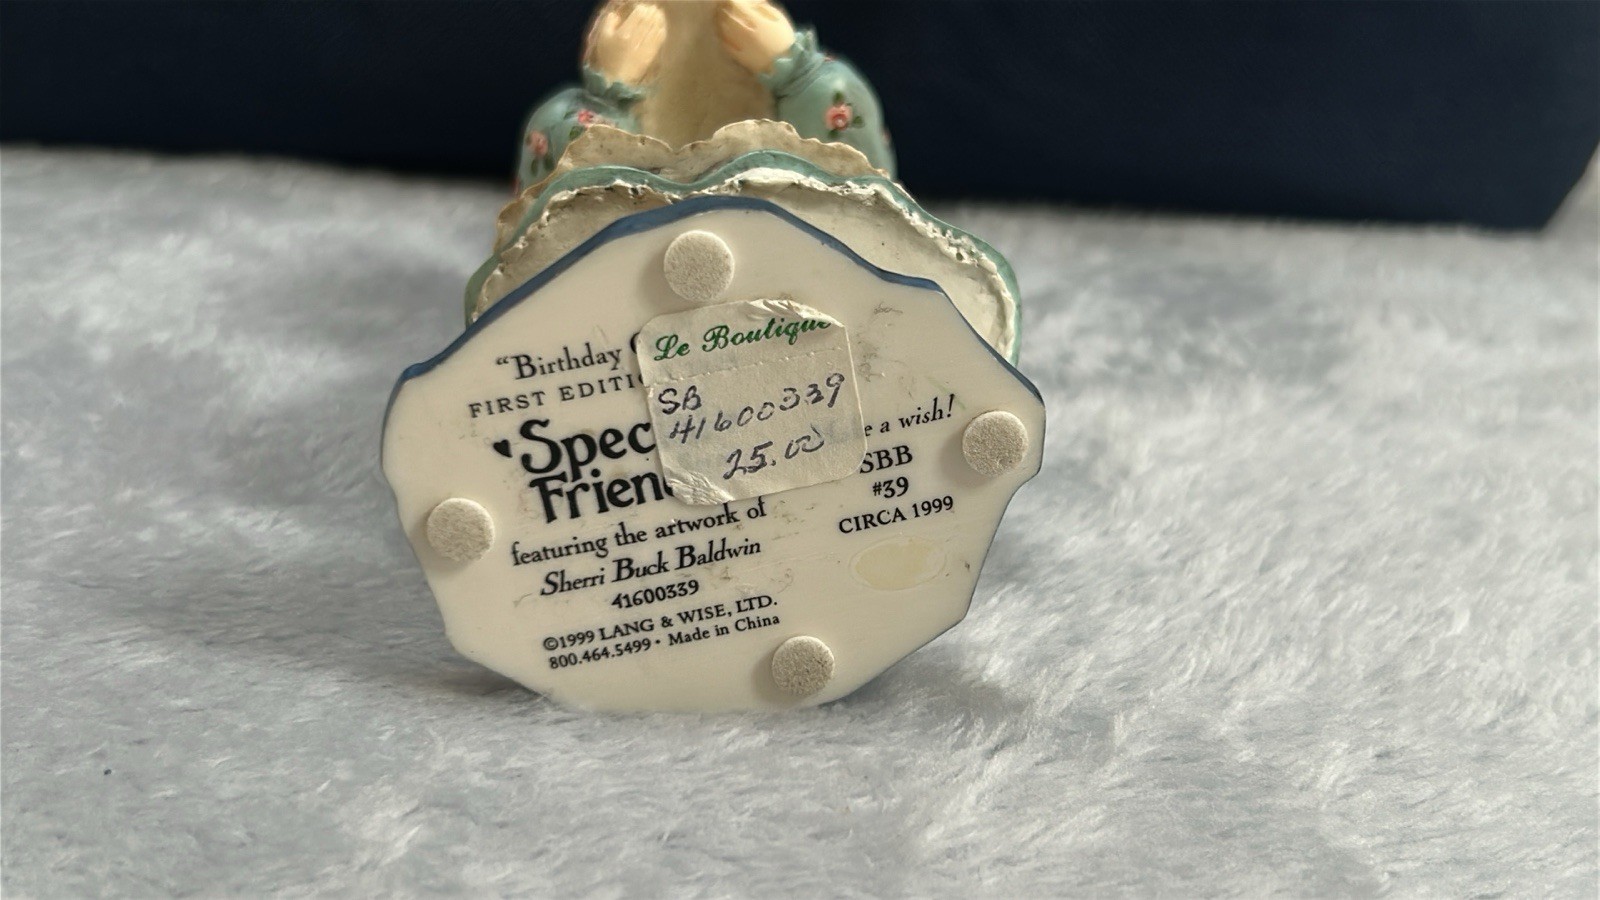 "Birthday
FIRST EDITI
Spec
Frien
featuring the artwork of
Sherri Buck Baldwin
41600339
©1999 LANG & WISE, LTD.
800.464.5499 • Made in China
Le Boutique
SB
41600339
25.00
e a wish!
SBB
#39
CIRCA 1999